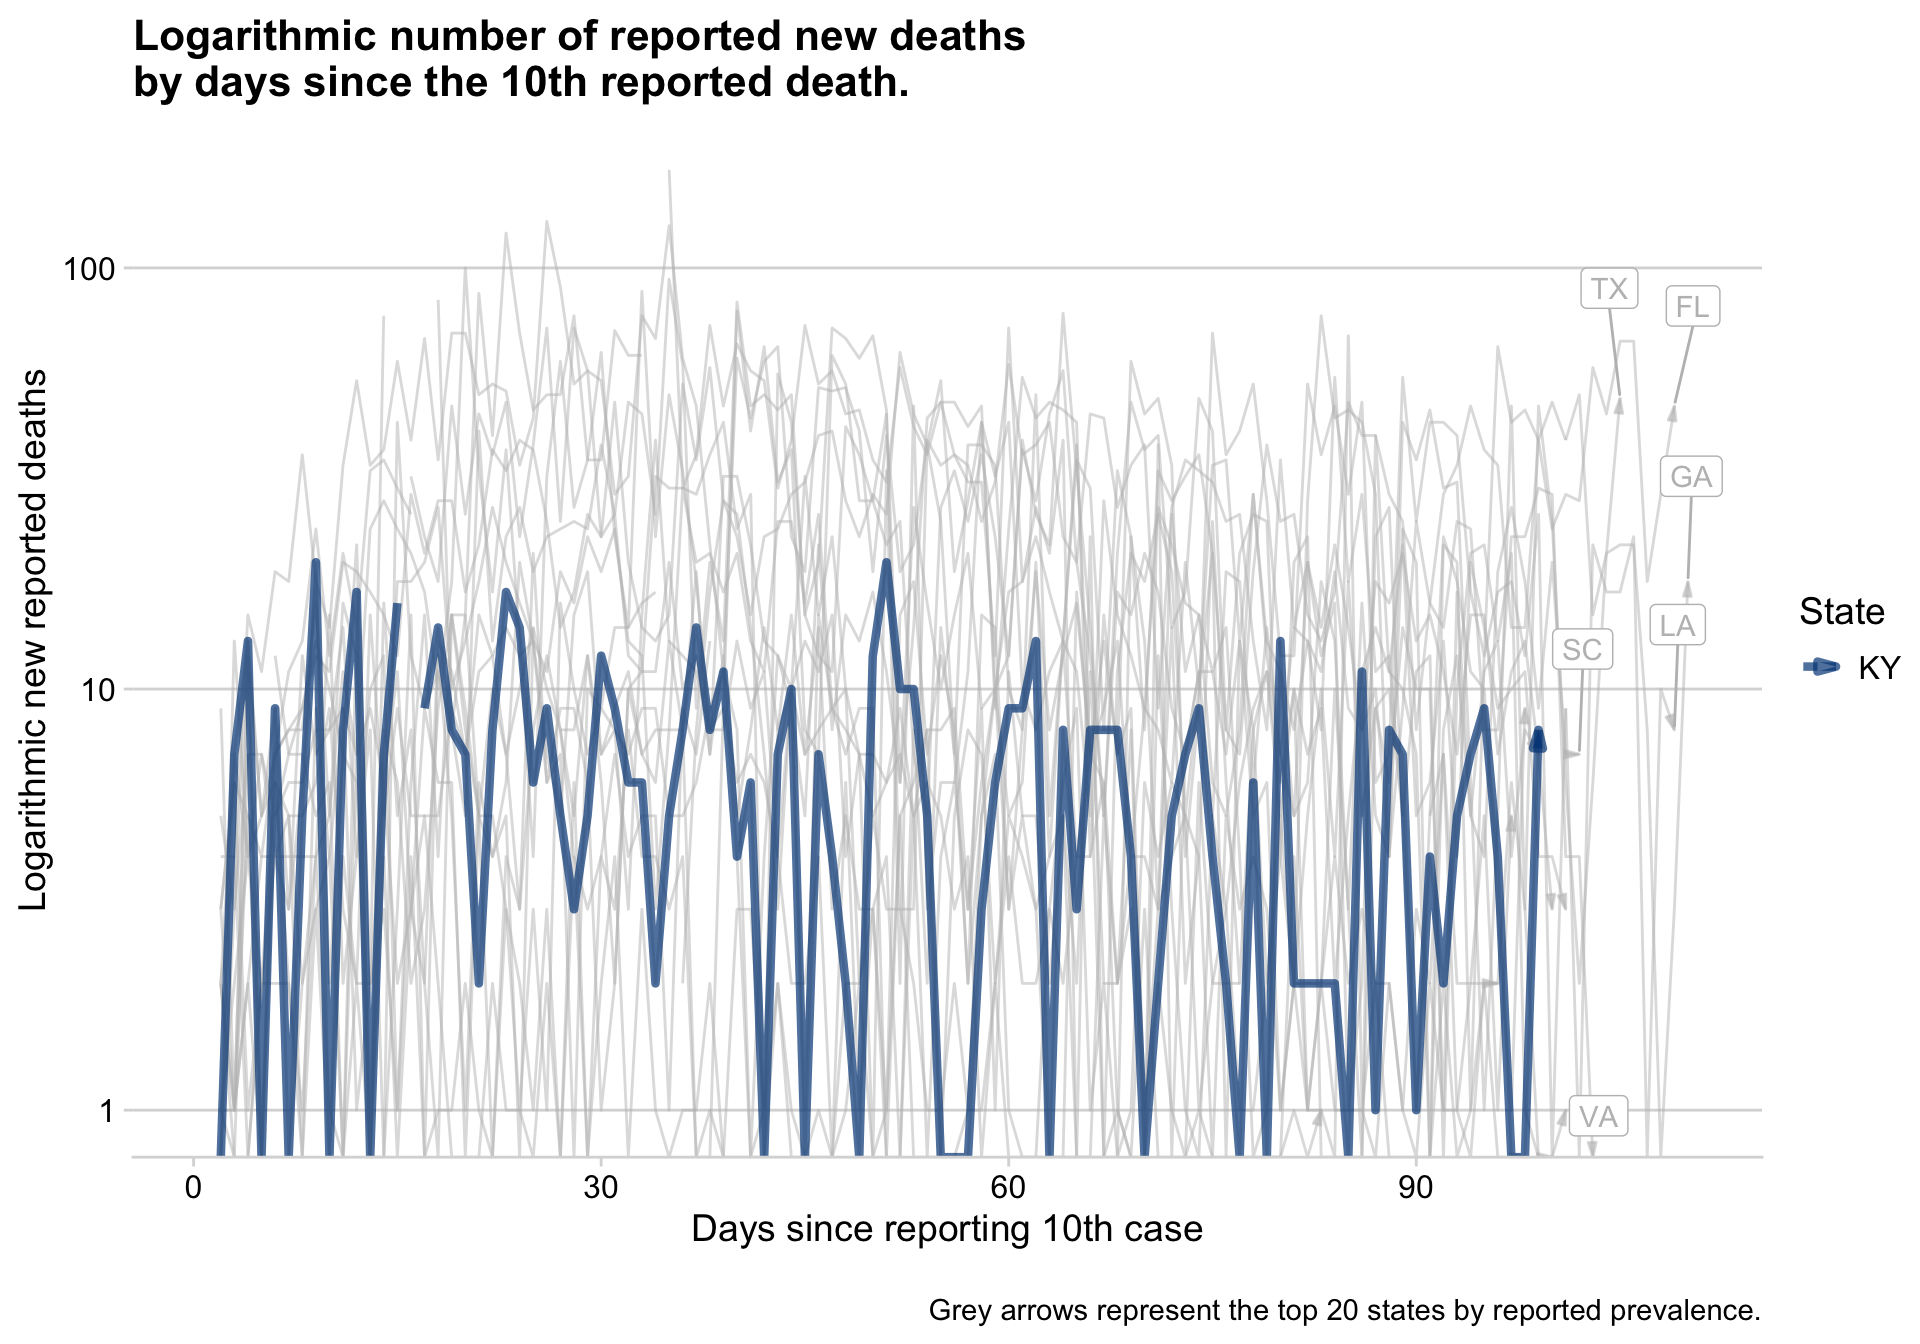 Logarithmic number of reported new deaths
by days since the 10th reported death.
Logarithmic new reported deaths
100
10
1
TX
FL
GA
LA
SC
VA
State
KY
0
30
60
90
Days since reporting 10th case
Grey arrows represent the top 20 states by reported prevalence.